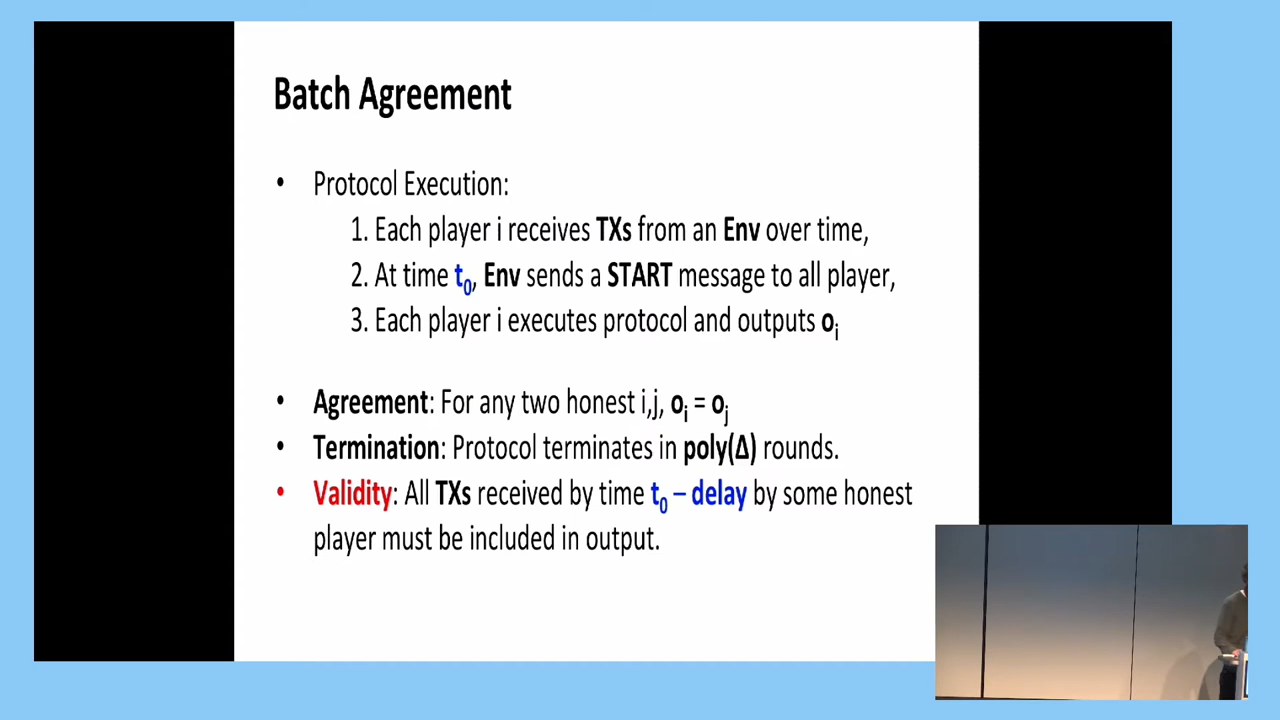 Batch Agreement
• Protocol Execution:
1. Each player i receives TXs from an Env over time,
2. At time t₀, Env sends a START message to all player,
3. Each player i executes protocol and outputs oᵢ
• Agreement: For any two honest i,j, oᵢ = oⱼ
• Termination: Protocol terminates in poly(Δ) rounds.
• Validity: All TXs received by time t₀ – delay by some honest
player must be included in output.